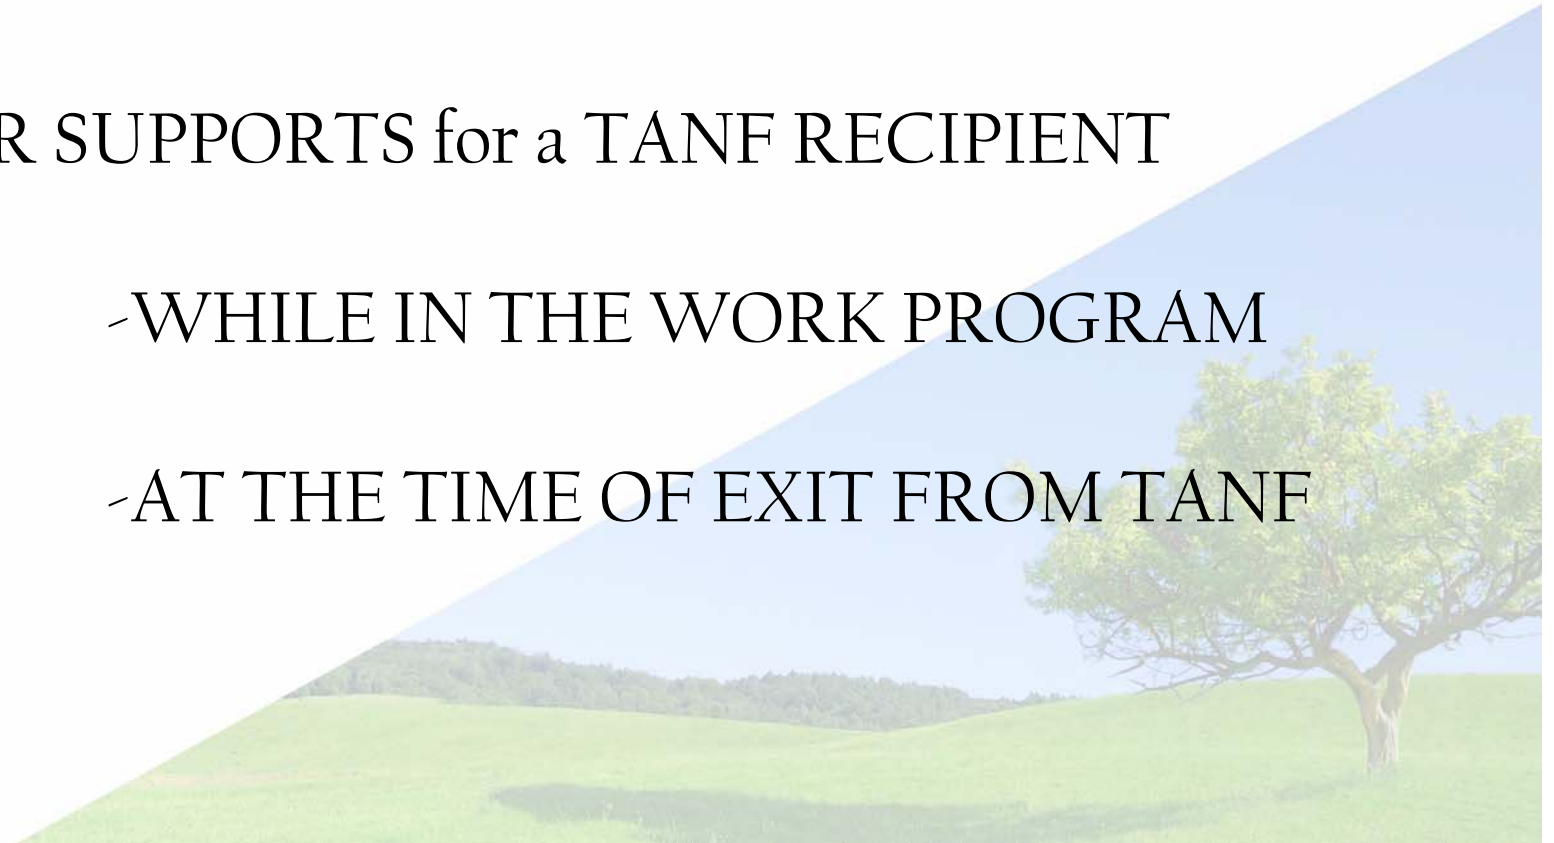 R SUPPORTS for a TANF RECIPIENT
-WHILE IN THE WORK PROGRAM
-AT THE TIME OF EXIT FROM TANF